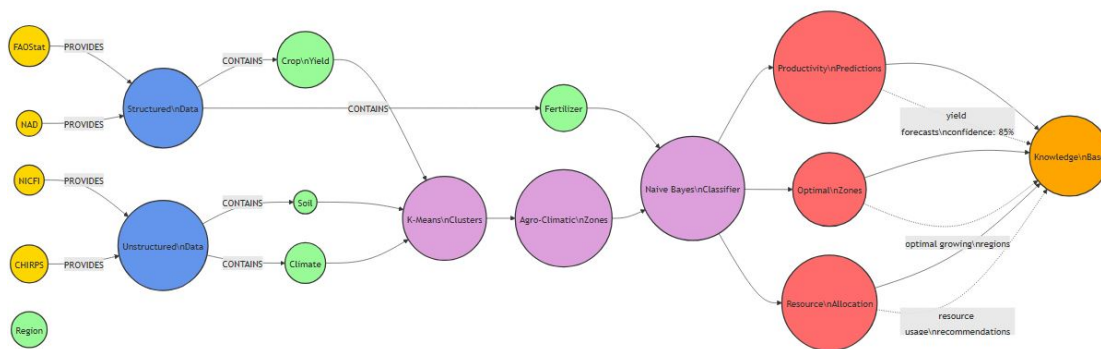 FAOStat
PROVIDES
Structured\nData
CONTAINS
Crop\nYield
CONTAINS
Fertilizer
NAD
PROVIDES
NICFI
PROVIDES
Unstructured\nData
CONTAINS
Soil
CONTAINS
Climate
CHIRPS
PROVIDES
Region
K-Means\nClusters
Agro-Climatic\nZones
Naive Bayes\nClassifier
Productivity\nPredictions
yield
forecasts\nconfidence: 85%
Optimal\nZones
optimal growing\nregions
Resource\nAllocation
resource
usage\nrecommendations
Knowledge\nBas